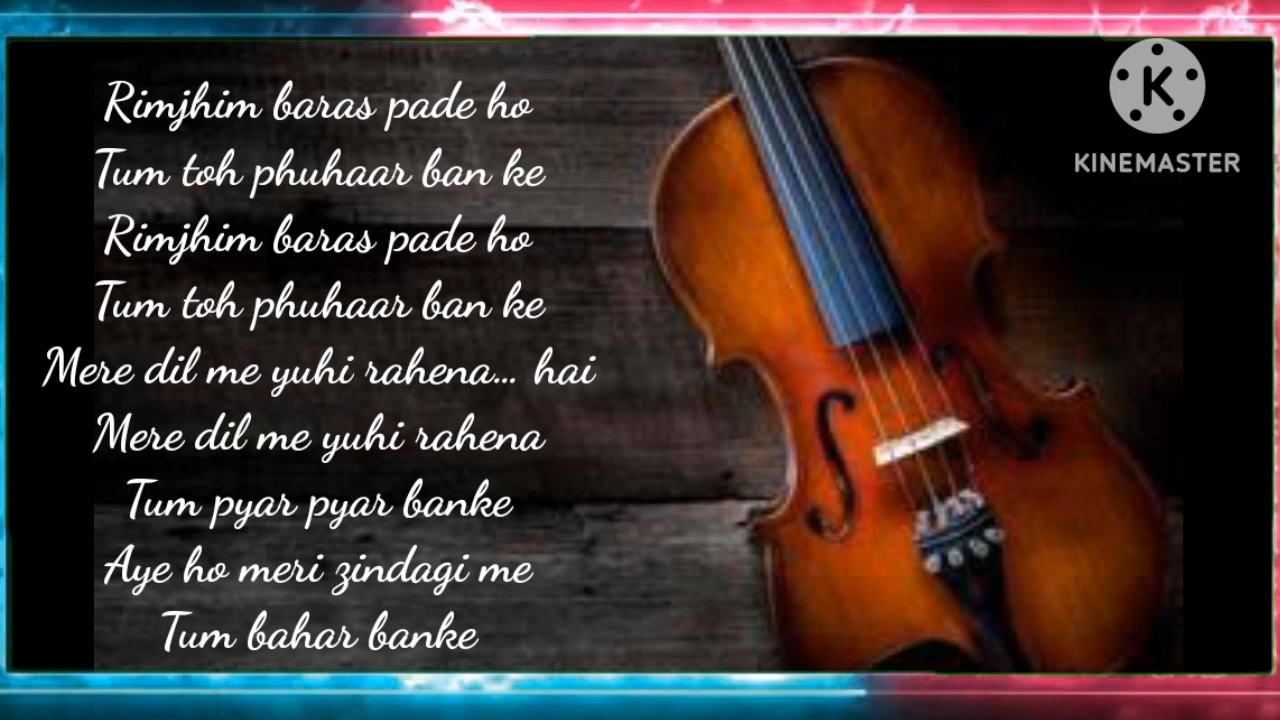 Rimjhim baras pade ho
Tum toh phuhaar ban ke
Rimjhim baras pade ho
Tum toh phuhaar ban ke
Mere dil me yuhi rahena... hai
Mere dil me yuhi rahena
Tum pyar pyar banke
Aye ho meri zindagi me
Tum bahar banke
K
KINEMASTER